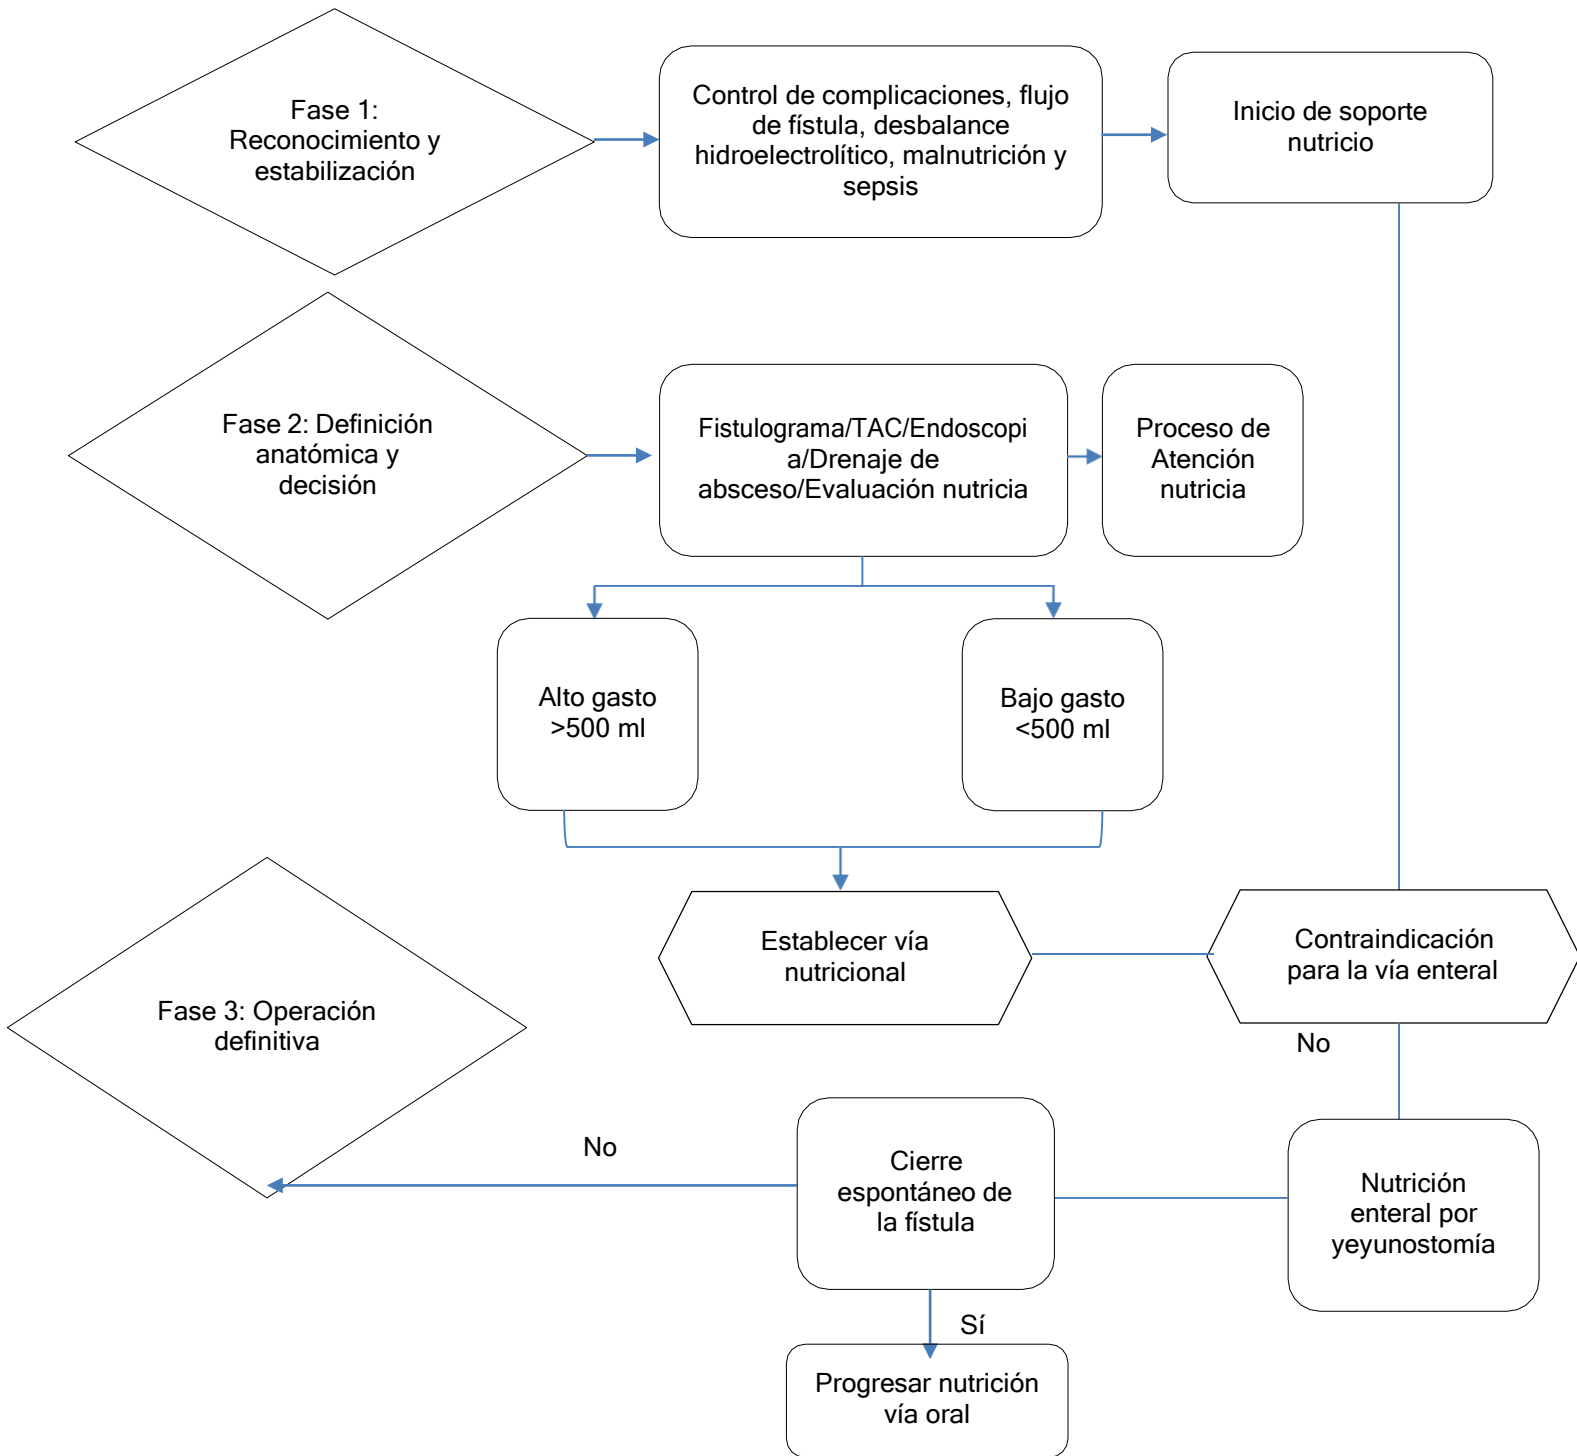 Fase 1:
Reconocimiento y
estabilización
Control de complicaciones, flujo
de fístula, desbalance
hidroelectrolítico, malnutrición y
sepsis
Inicio de soporte
nutricio
Fase 2: Definición
anatómica y
decisión
Fistulograma/TAC/Endoscopi
a/Drenaje de
absceso/Evaluación nutricia
Proceso de
Atención
nutricia
Alto gasto
>500 ml
Bajo gasto
<500 ml
Establecer vía
nutricional
Contraindicación
para la vía enteral
Fase 3: Operación
definitiva
No
No
Cierre
espontáneo de
la fístula
Nutrición
enteral por
yeyunostomía
Sí
Progresar nutrición
vía oral